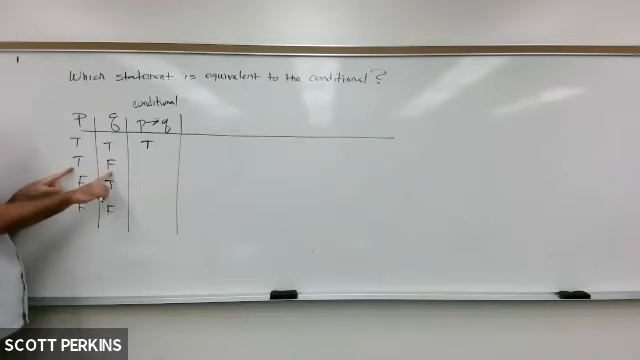 Which statement is equivalent to the conditional?
conditional
P q p→q
T T T
T F
F T
F F
SCOTT PERKINS